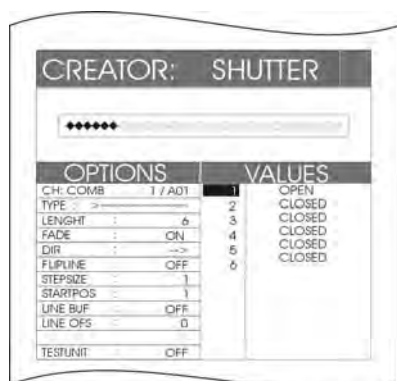 CREATOR: SHUTTER
OPTIONS VALUES
CH: COMB 1 / A01
TYPE : >
LENGHT : 6
FADE : ON
DIR : -->
FLIPLINE OFF
STEPSIZE : 1
STARTPOS : 1
LINE BUF : OFF
LINE OFS : 0
TESTUNIT OFF
1 OPEN
2 CLOSED
3 CLOSED
4 CLOSED
5 CLOSED
6 CLOSED